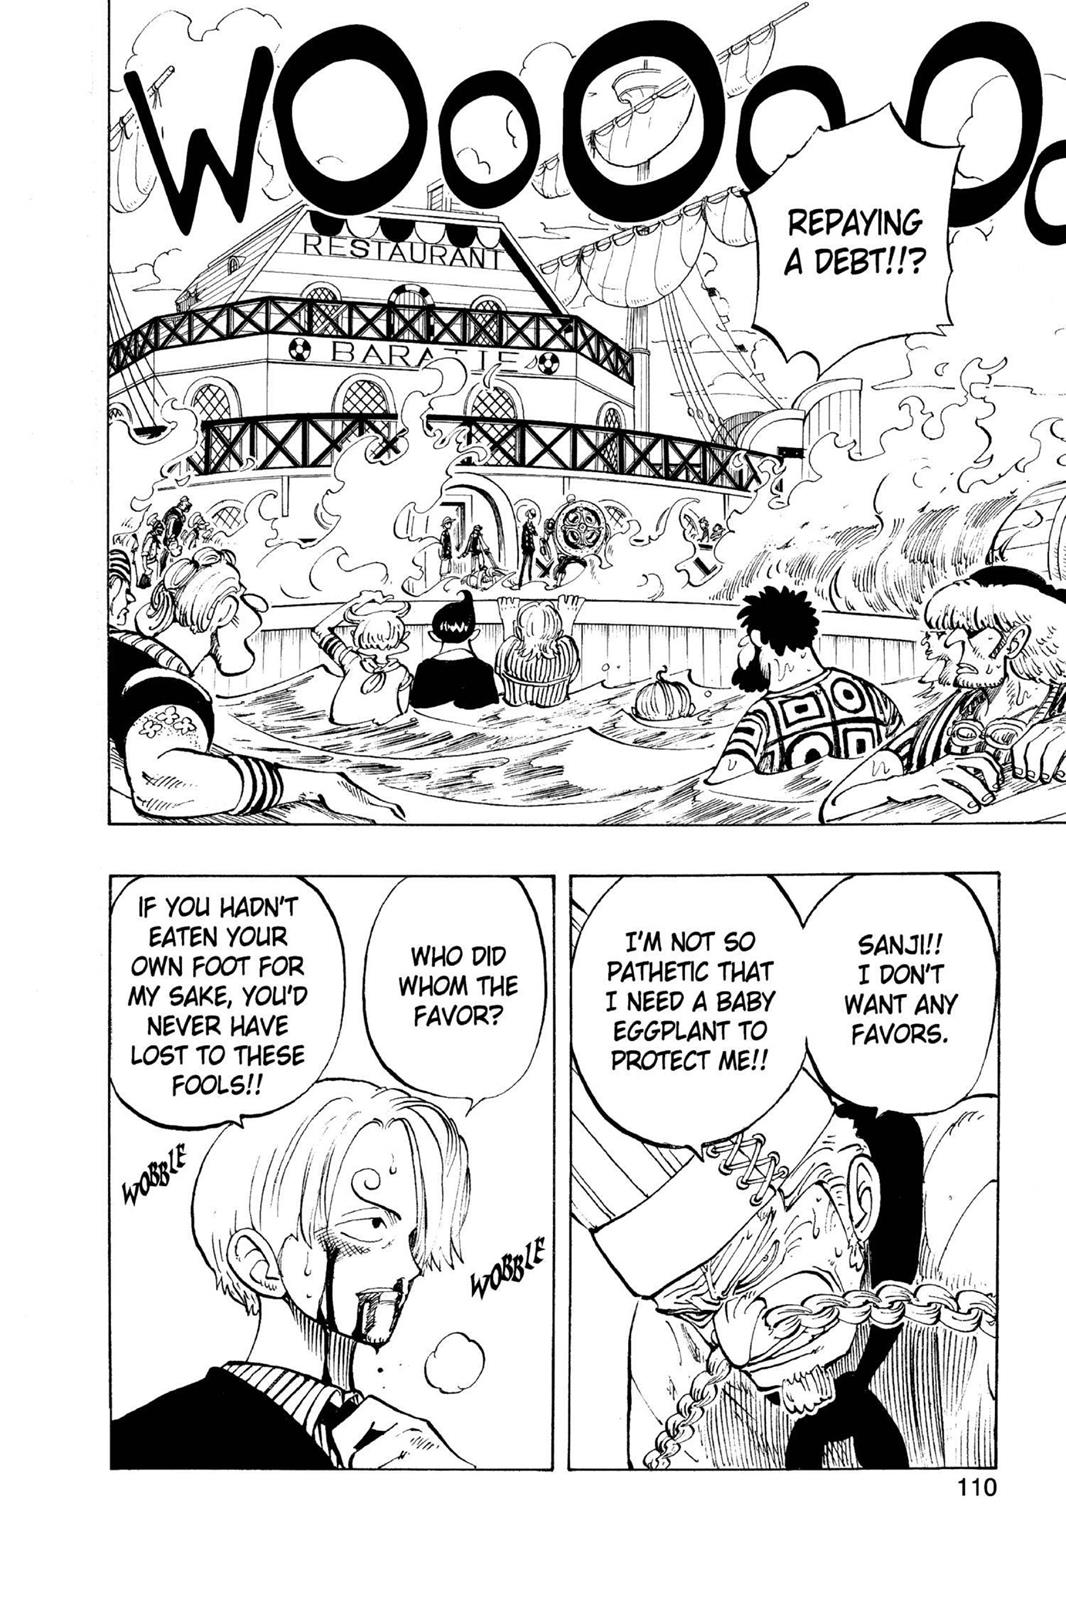 WOOOOOO
REPAYING
A DEBT!!?
RESTAURANT
BARATIE
SANJI!!
I DON'T
WANT ANY
FAVORS.
I'M NOT SO
PATHETIC THAT
I NEED A BABY
EGGPLANT TO
PROTECT ME!!
WHO DID
WHOM THE
FAVOR?
IF YOU HADN'T
EATEN YOUR
OWN FOOT FOR
MY SAKE, YOU'D
NEVER HAVE
LOST TO THESE
FOOLS!!
WOBBLE
WOBBLE
110